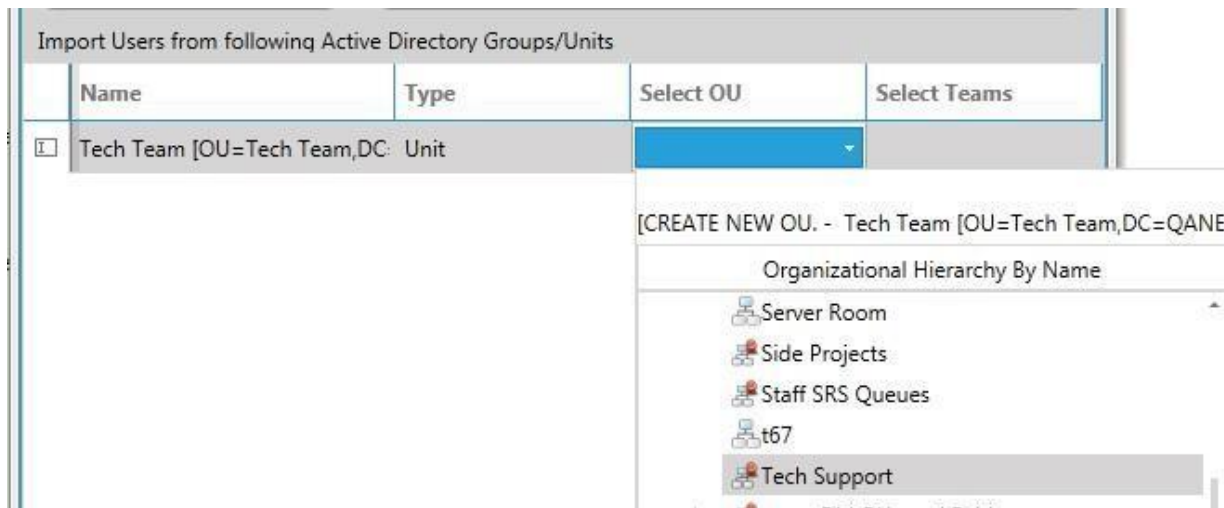 Import Users from following Active Directory Groups/Units
Name Type Select OU Select Teams
Tech Team [OU=Tech Team,DC: Unit
[CREATE NEW OU. - Tech Team [OU=Tech Team,DC=QANE
Organizational Hierarchy By Name
Server Room
Side Projects
Staff SRS Queues
t67
Tech Support